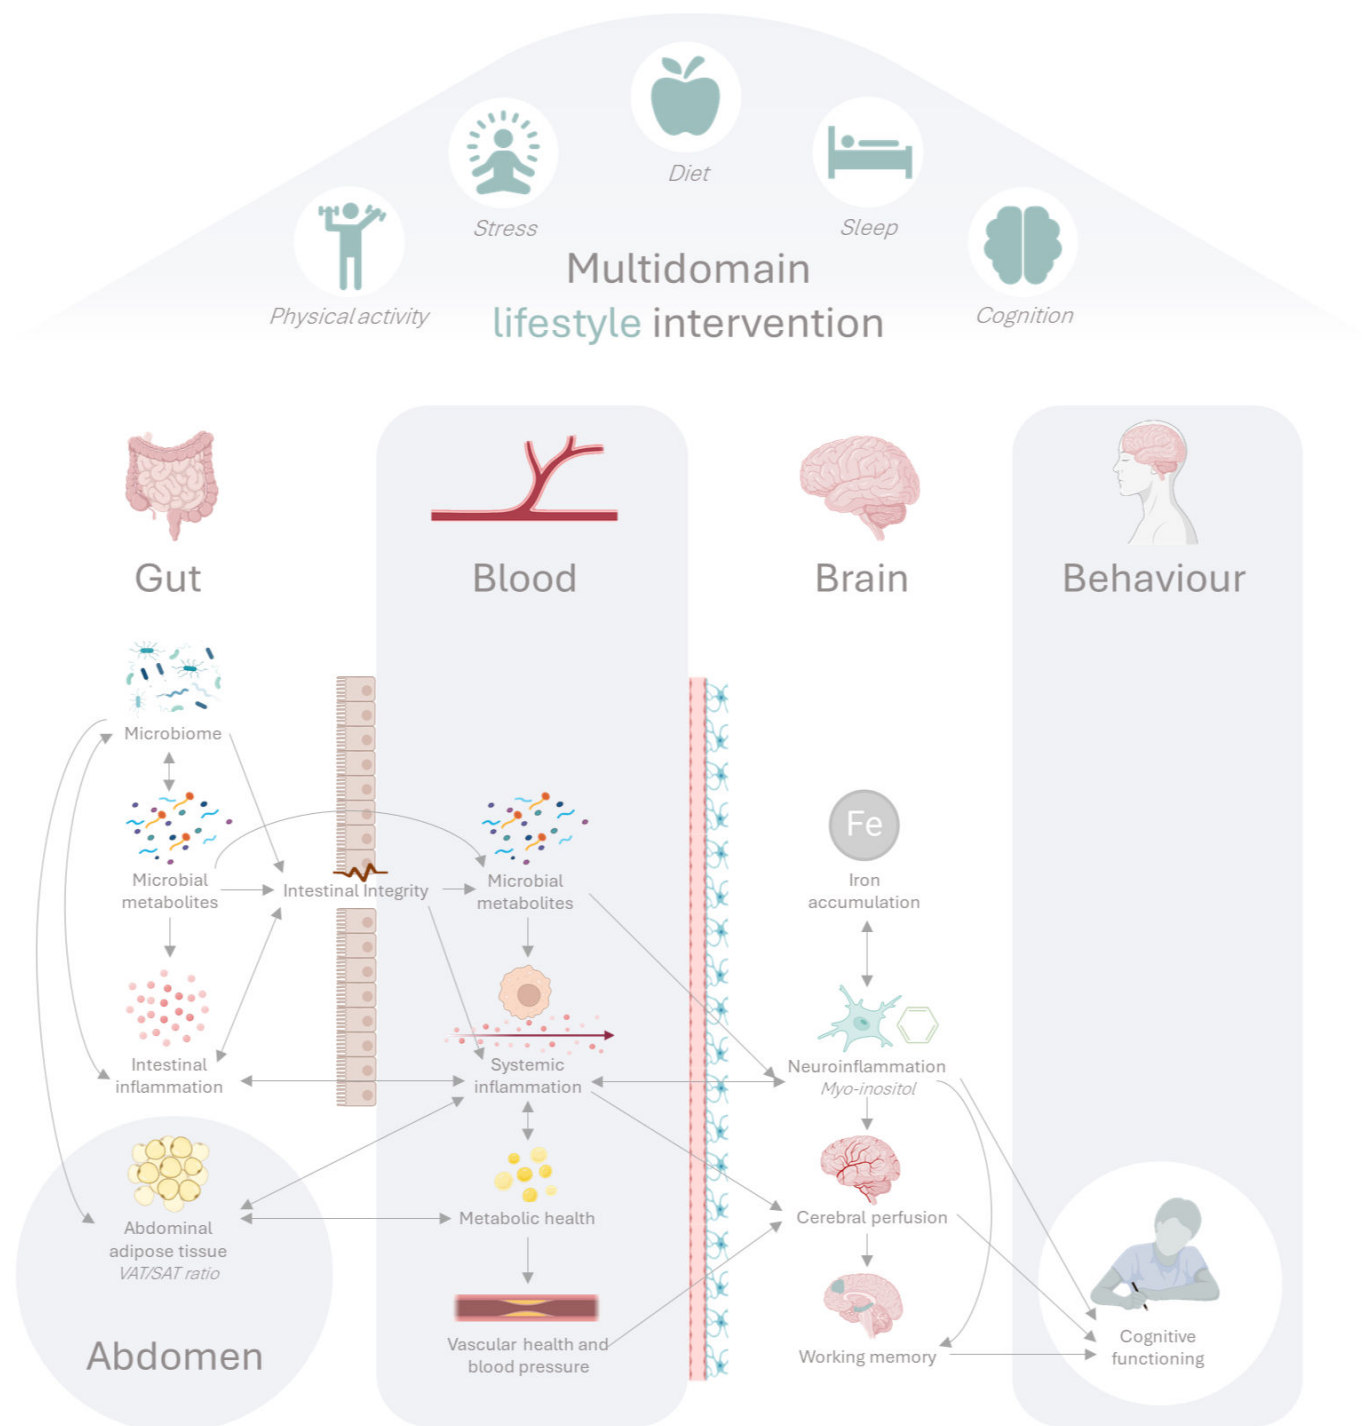 Diet
Stress
Sleep
Physical activity
Cognition
Multidomain
lifestyle intervention
Gut
Blood
Brain
Behaviour
Microbiome
Microbial
metabolites
Intestinal Integrity
Microbial
metabolites
Fe
Iron
accumulation
Intestinal
inflammation
Systemic
inflammation
Neuroinflammation
Myo-inositol
Abdominal
adipose tissue
VAT/SAT ratio
Metabolic health
Cerebral perfusion
Abdomen
Vascular health and
blood pressure
Working memory
Cognitive
functioning